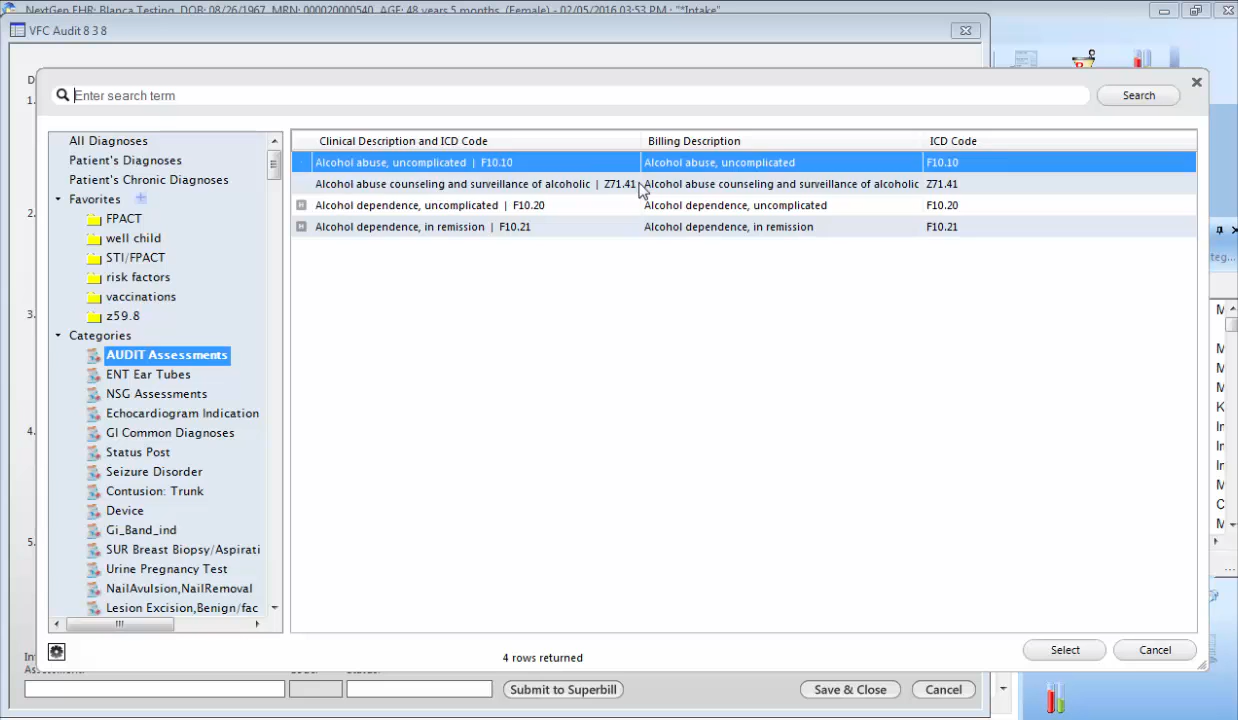 NextGen EHR: Blanca Testing DOB: 08/26/1967 MRN: 000020000540 AGE: 48 years 5 months (Female) - 02/05/2016 03:53 PM : "*Intake"
VFC Audit 8 3 8
D
1.
2.
3.
4.
5.
Enter search term
Search
All Diagnoses
Patient's Diagnoses
Patient's Chronic Diagnoses
Favorites
FPACT
well child
STI/FPACT
risk factors
vaccinations
z59.8
Categories
AUDIT Assessments
ENT Ear Tubes
NSG Assessments
Echocardiogram Indication
GI Common Diagnoses
Status Post
Seizure Disorder
Contusion: Trunk
Device
Gi_Band_ind
SUR Breast Biopsy/Aspirati
Urine Pregnancy Test
NailAvulsion,NailRemoval
Lesion Excision,Benign/fac
Clinical Description and ICD Code Billing Description ICD Code
Alcohol abuse, uncomplicated | F10.10 Alcohol abuse, uncomplicated F10.10
Alcohol abuse counseling and surveillance of alcoholic | Z71.41 Alcohol abuse counseling and surveillance of alcoholic Z71.41
Alcohol dependence, uncomplicated | F10.20 Alcohol dependence, uncomplicated F10.20
Alcohol dependence, in remission | F10.21 Alcohol dependence, in remission F10.21
4 rows returned
Select Cancel
Submit to Superbill
Save & Close Cancel